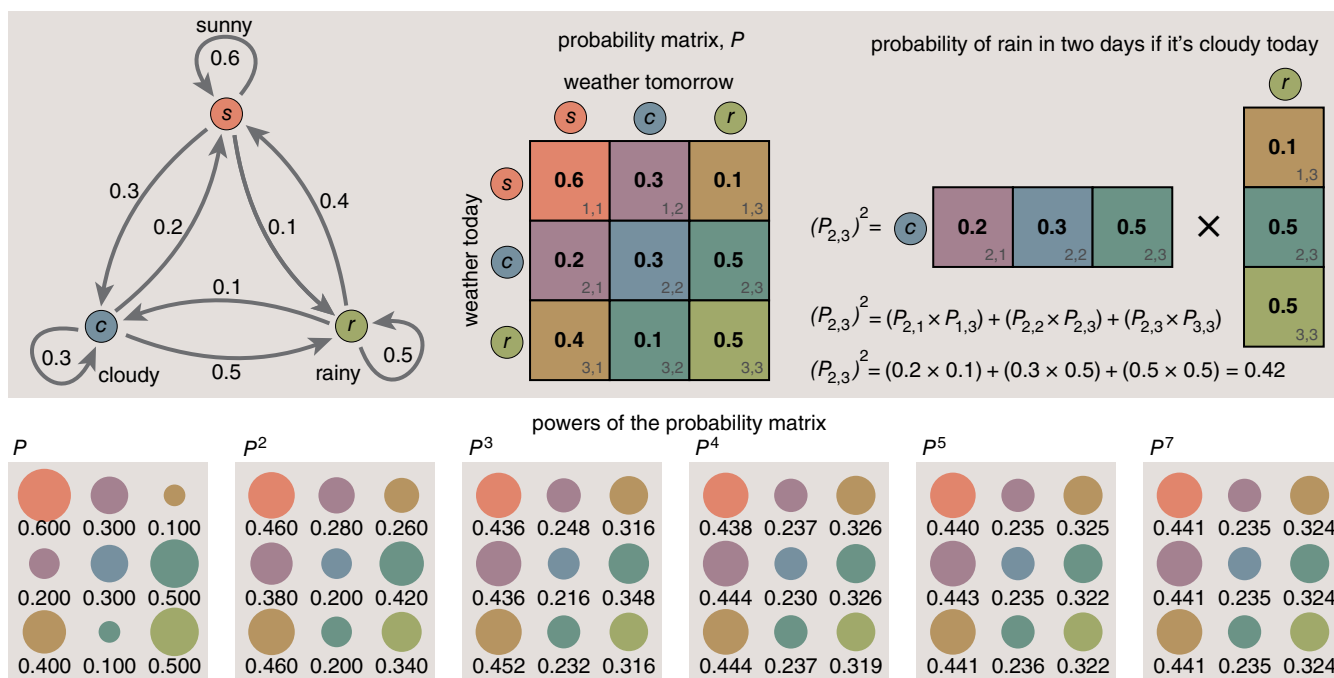 sunny
0.6
s
0.3
0.2
0.1
0.4
0.1
c
r
0.3
0.5
cloudy
0.5
rainy
probability matrix, P
weather tomorrow
s c r
weather today
s 0.6 0.3 0.1
1,1 1,2 1,3
c 0.2 0.3 0.5
2,1 2,2 2,3
r 0.4 0.1 0.5
3,1 3,2 3,3
probability of rain in two days if it's cloudy today
r
0.1
1,3
0.5
2,3
0.5
3,3
(P2,3)² = c 0.2 0.3 0.5 ×
2,1 2,2 2,3
(P2,3)² = (P2,1 × P1,3) + (P2,2 × P2,3) + (P2,3 × P3,3)
(P2,3)² = (0.2 × 0.1) + (0.3 × 0.5) + (0.5 × 0.5) = 0.42
powers of the probability matrix
P
0.600 0.300 0.100
0.200 0.300 0.500
0.400 0.100 0.500
P²
0.460 0.280 0.260
0.380 0.200 0.420
0.460 0.200 0.340
P³
0.436 0.248 0.316
0.436 0.216 0.348
0.452 0.232 0.316
P⁴
0.438 0.237 0.326
0.444 0.230 0.326
0.444 0.237 0.319
P⁵
0.440 0.235 0.325
0.443 0.235 0.322
0.441 0.236 0.322
P⁷
0.441 0.235 0.324
0.441 0.235 0.324
0.441 0.235 0.324